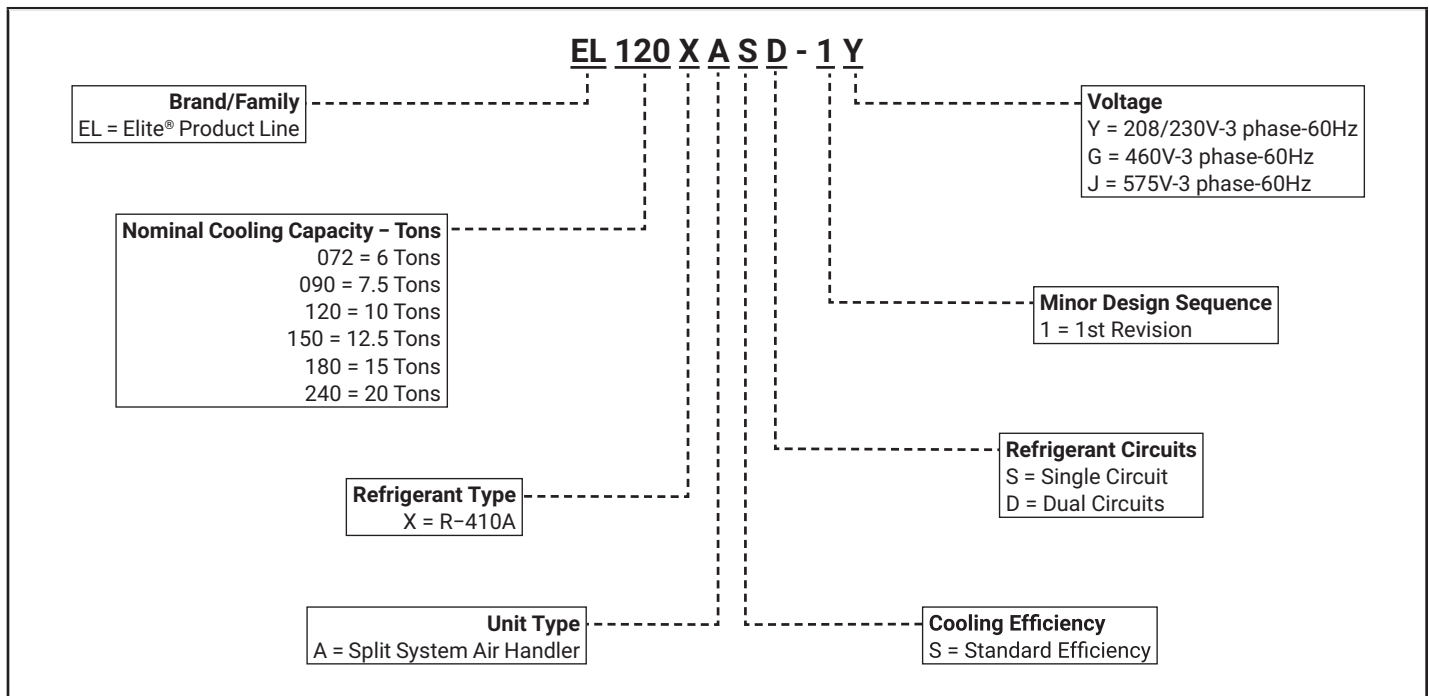 EL 120 X A S D - 1 Y
Brand/Family
EL = Elite® Product Line
Nominal Cooling Capacity – Tons
072 = 6 Tons
090 = 7.5 Tons
120 = 10 Tons
150 = 12.5 Tons
180 = 15 Tons
240 = 20 Tons
Refrigerant Type
X = R–410A
Unit Type
A = Split System Air Handler
Voltage
Y = 208/230V-3 phase-60Hz
G = 460V-3 phase-60Hz
J = 575V-3 phase-60Hz
Minor Design Sequence
1 = 1st Revision
Refrigerant Circuits
S = Single Circuit
D = Dual Circuits
Cooling Efficiency
S = Standard Efficiency